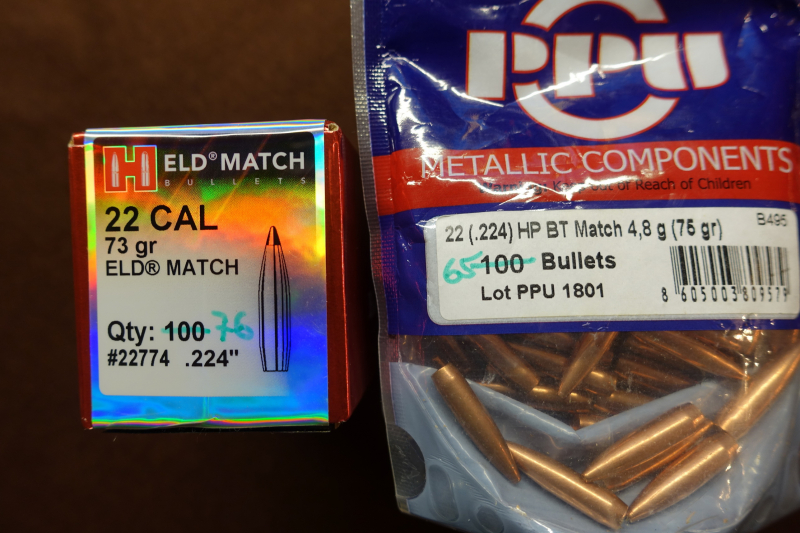 H ELD® MATCH
BULLETS
22 CAL
73 gr
ELD® MATCH
Qty: 100 76
#22774 .224"
PPU
METALLIC COMPONENTS
Warning! Keep Out of Reach of Children
22 (.224) HP BT Match 4,8 g (75 gr)
B496
65 100 Bullets
Lot PPU 1801
8 605003 809579